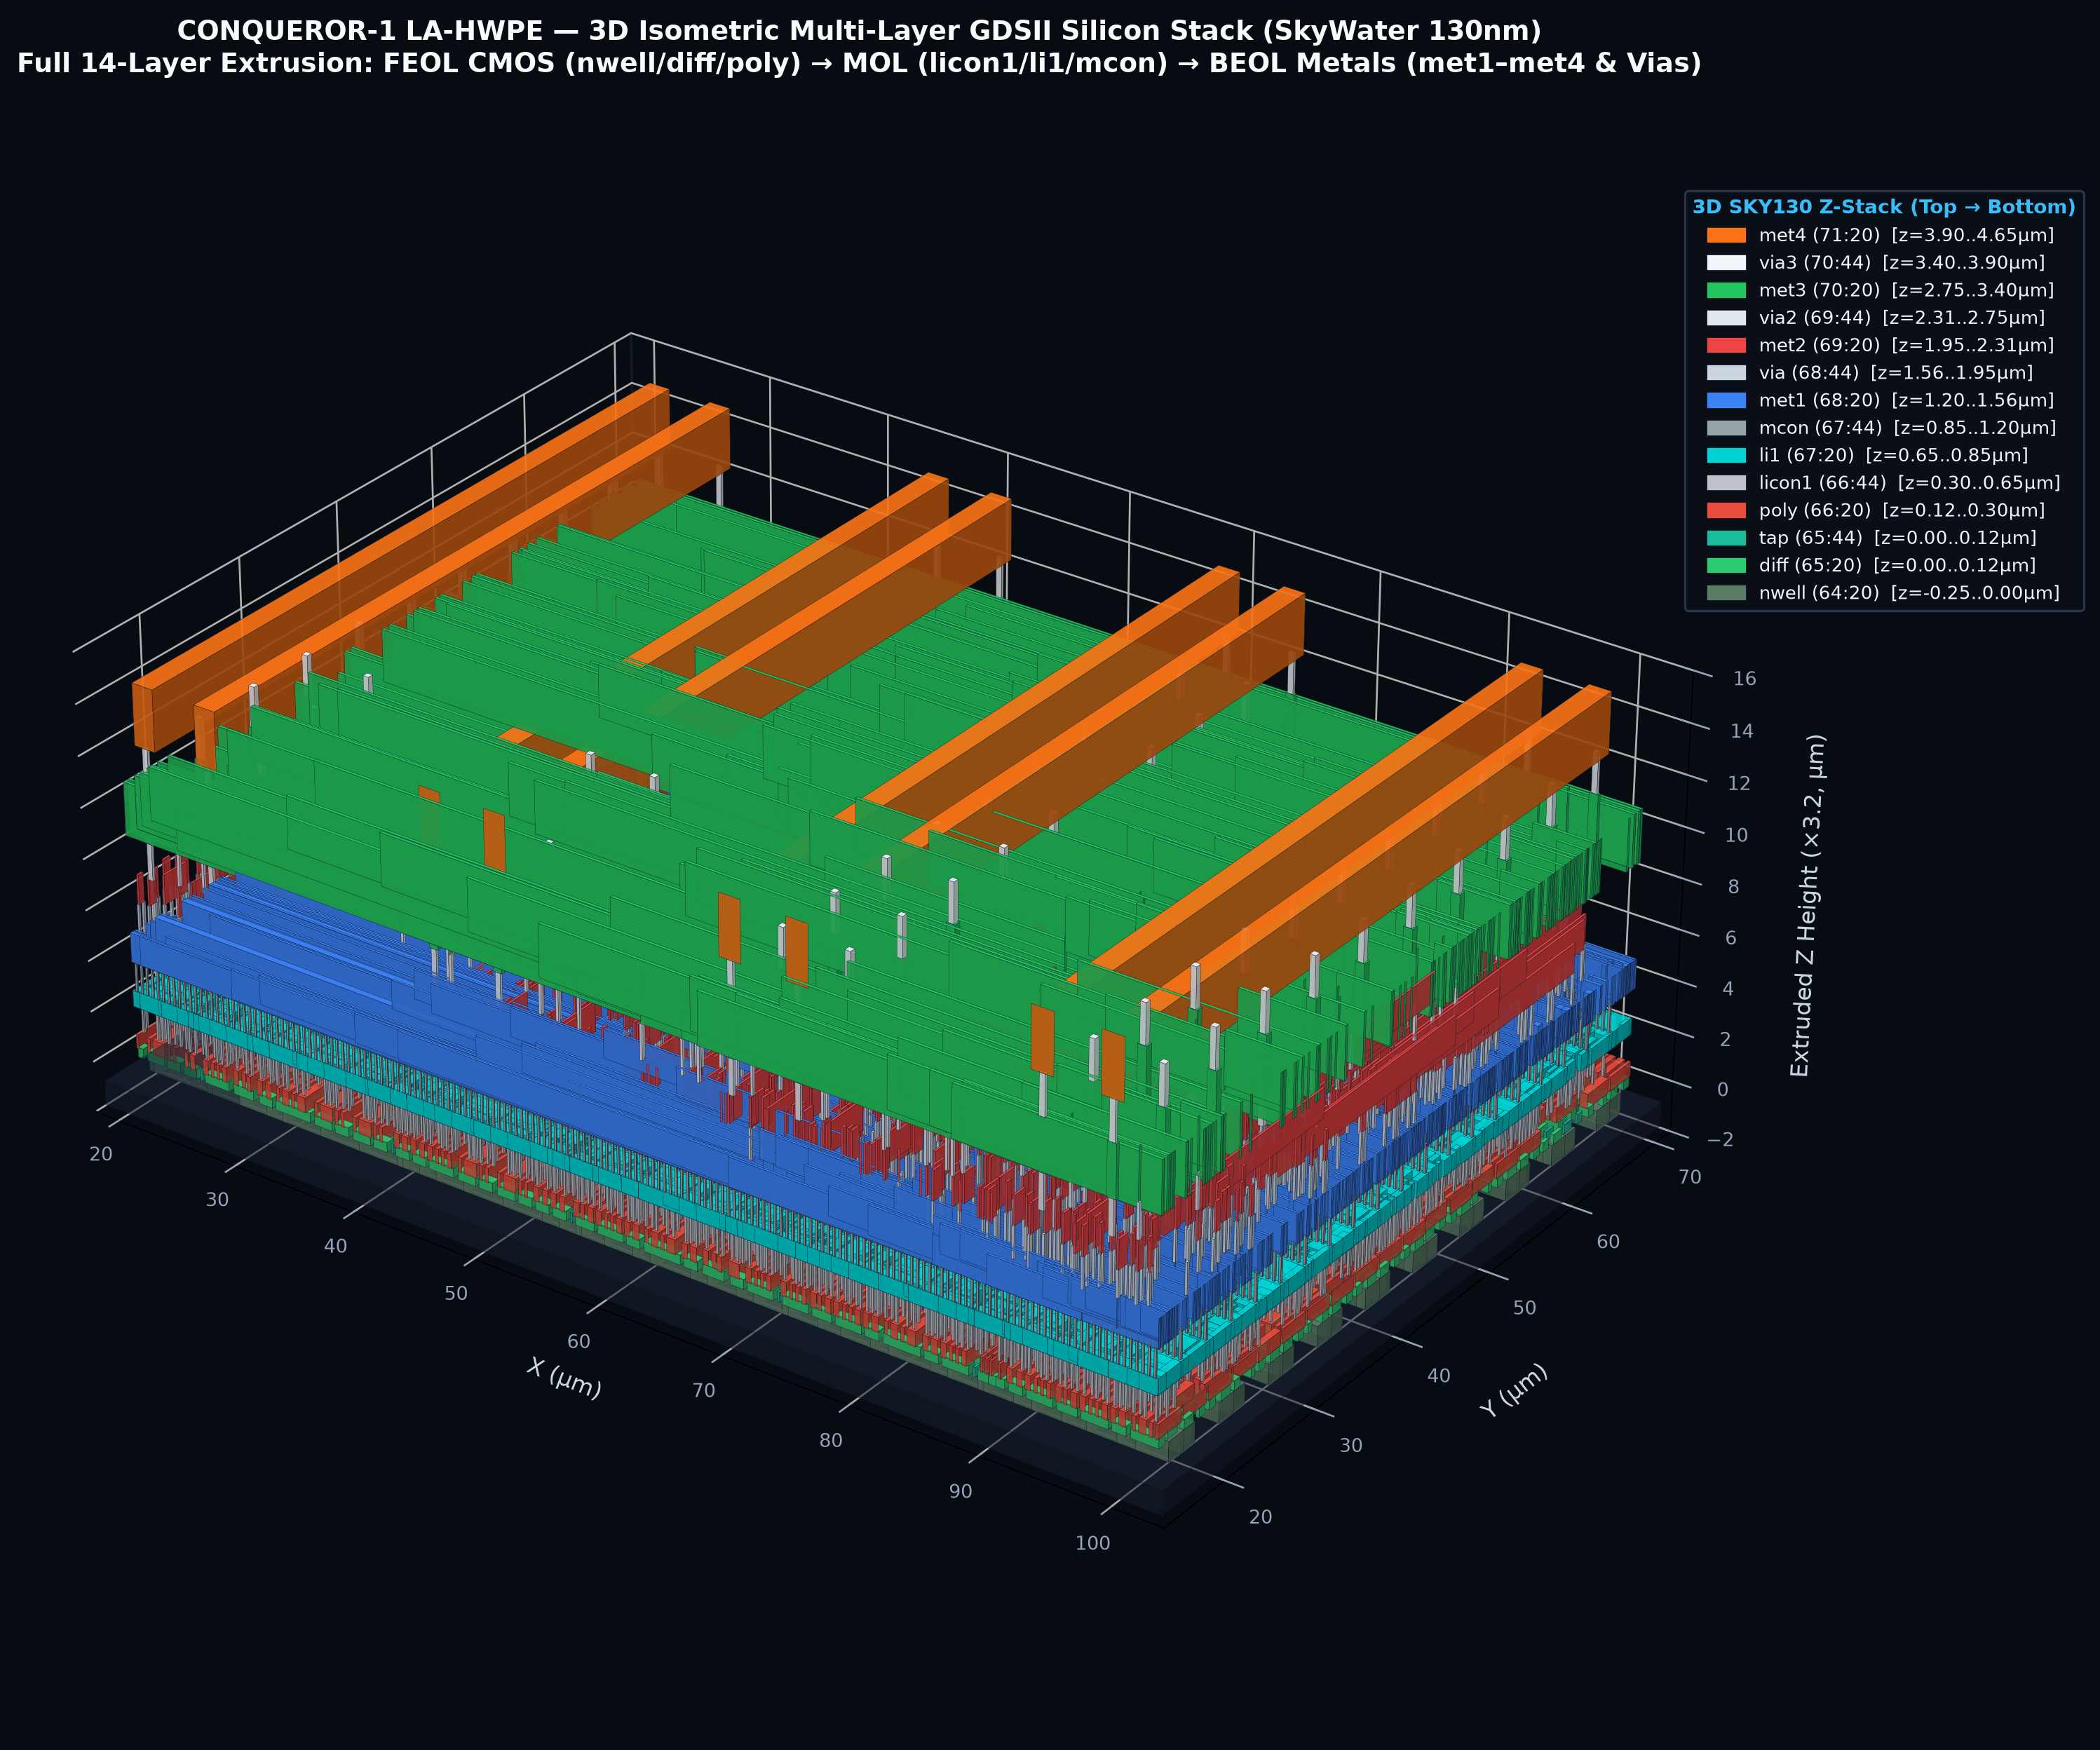 CONQUEROR-1 LA-HWPE — 3D Isometric Multi-Layer GDSII Silicon Stack (SkyWater 130nm)
Full 14-Layer Extrusion: FEOL CMOS (nwell/diff/poly) → MOL (licon1/li1/mcon) → BEOL Metals (met1–met4 & Vias)
3D SKY130 Z-Stack (Top → Bottom)
met4 (71:20)  [z=3.90..4.65μm]
via3 (70:44)  [z=3.40..3.90μm]
met3 (70:20)  [z=2.75..3.40μm]
via2 (69:44)  [z=2.31..2.75μm]
met2 (69:20)  [z=1.95..2.31μm]
via (68:44)  [z=1.56..1.95μm]
met1 (68:20)  [z=1.20..1.56μm]
mcon (67:44)  [z=0.85..1.20μm]
li1 (67:20)  [z=0.65..0.85μm]
licon1 (66:44)  [z=0.30..0.65μm]
poly (66:20)  [z=0.12..0.30μm]
tap (65:44)  [z=0.00..0.12μm]
diff (65:20)  [z=0.00..0.12μm]
nwell (64:20)  [z=-0.25..0.00μm]
16
14
12
10
8
6
4
2
0
−2
Extruded Z Height (×3.2, μm)
20
30
40
50
60
70
80
90
100
X (μm)
70
60
50
40
30
20
Y (μm)